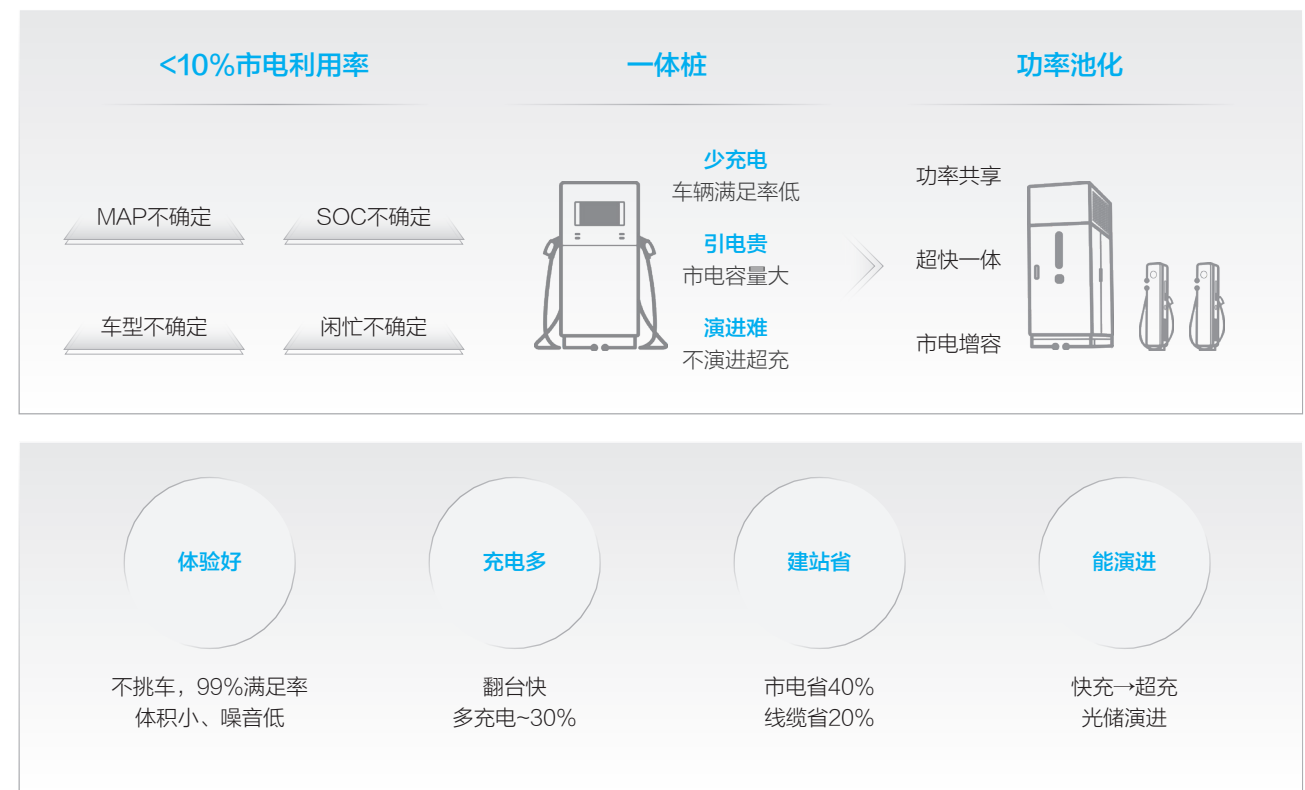 <10%市电利用率
MAP不确定
SOC不确定
车型不确定
闲忙不确定
一体桩
少充电
车辆满足率低
引电贵
市电容量大
演进难
不演进超充
功率池化
功率共享
超快一体
市电增容
体验好
不挑车，99%满足率
体积小、噪音低
充电多
翻台快
多充电~30%
建站省
市电省40%
线缆省20%
能演进
快充→超充
光储演进